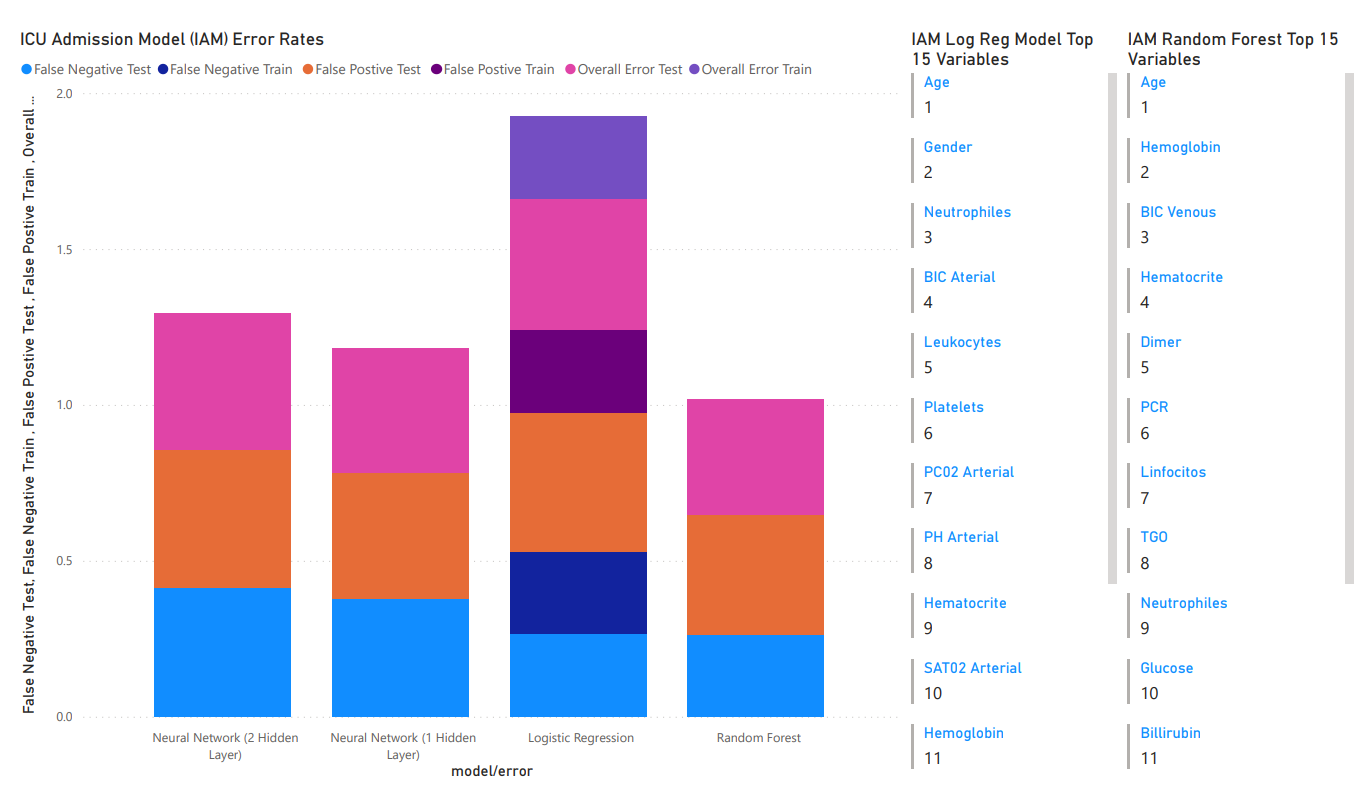 ICU Admission Model (IAM) Error Rates
False Negative Test False Negative Train False Postive Test False Postive Train Overall Error Test Overall Error Train
False Negative Test, False Negative Train , False Postive Test , False Postive Train , Overall ...
2.0
1.5
1.0
0.5
0.0
Neural Network (2 Hidden
Layer)
Neural Network (1 Hidden
Layer)
Logistic Regression
Random Forest
model/error
IAM Log Reg Model Top
15 Variables
Age
1
Gender
2
Neutrophiles
3
BIC Aterial
4
Leukocytes
5
Platelets
6
PC02 Arterial
7
PH Arterial
8
Hematocrite
9
SAT02 Arterial
10
Hemoglobin
11
IAM Random Forest Top 15
Variables
Age
1
Hemoglobin
2
BIC Venous
3
Hematocrite
4
Dimer
5
PCR
6
Linfocitos
7
TGO
8
Neutrophiles
9
Glucose
10
Billirubin
11